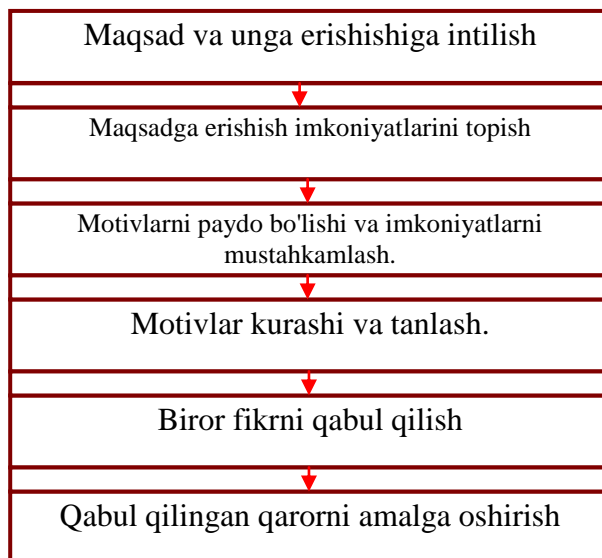 Maqsad va unga erishishiga intilish
Maqsadga erishish imkoniyatlarini topish
Motivlarni paydo bo'lishi va imkoniyatlarni
mustahkamlash.
Motivlar kurashi va tanlash.
Biror fikrni qabul qilish
Qabul qilingan qarorni amalga oshirish